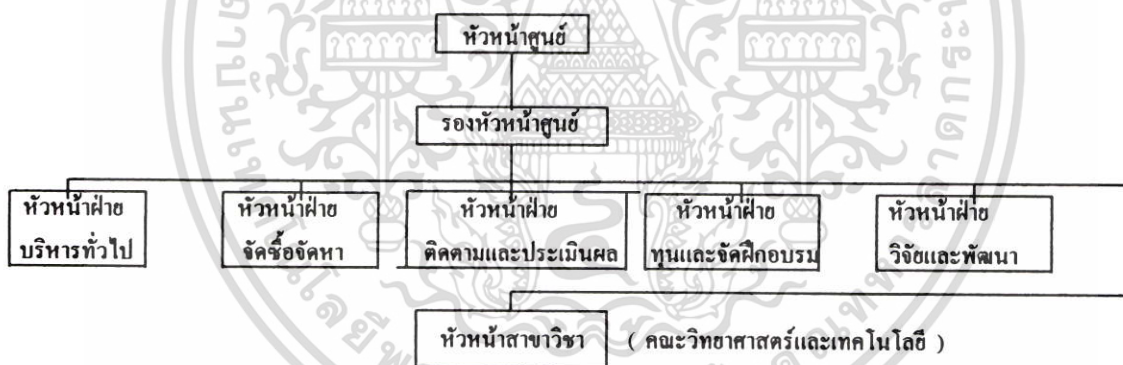 หัวหน้าศูนย์
รองหัวหน้าศูนย์
หัวหน้าฝ่าย
บริหารทั่วไป
หัวหน้าฝ่าย
จัดซื้อจัดหา
หัวหน้าฝ่าย
ติดตามและประเมินผล
หัวหน้าฝ่าย
ทุนและจัดฝึกอบรม
หัวหน้าฝ่าย
วิจัยและพัฒนา
หัวหน้าสาขาวิชา ( คณะวิทยาศาสตร์และเทคโนโลยี )